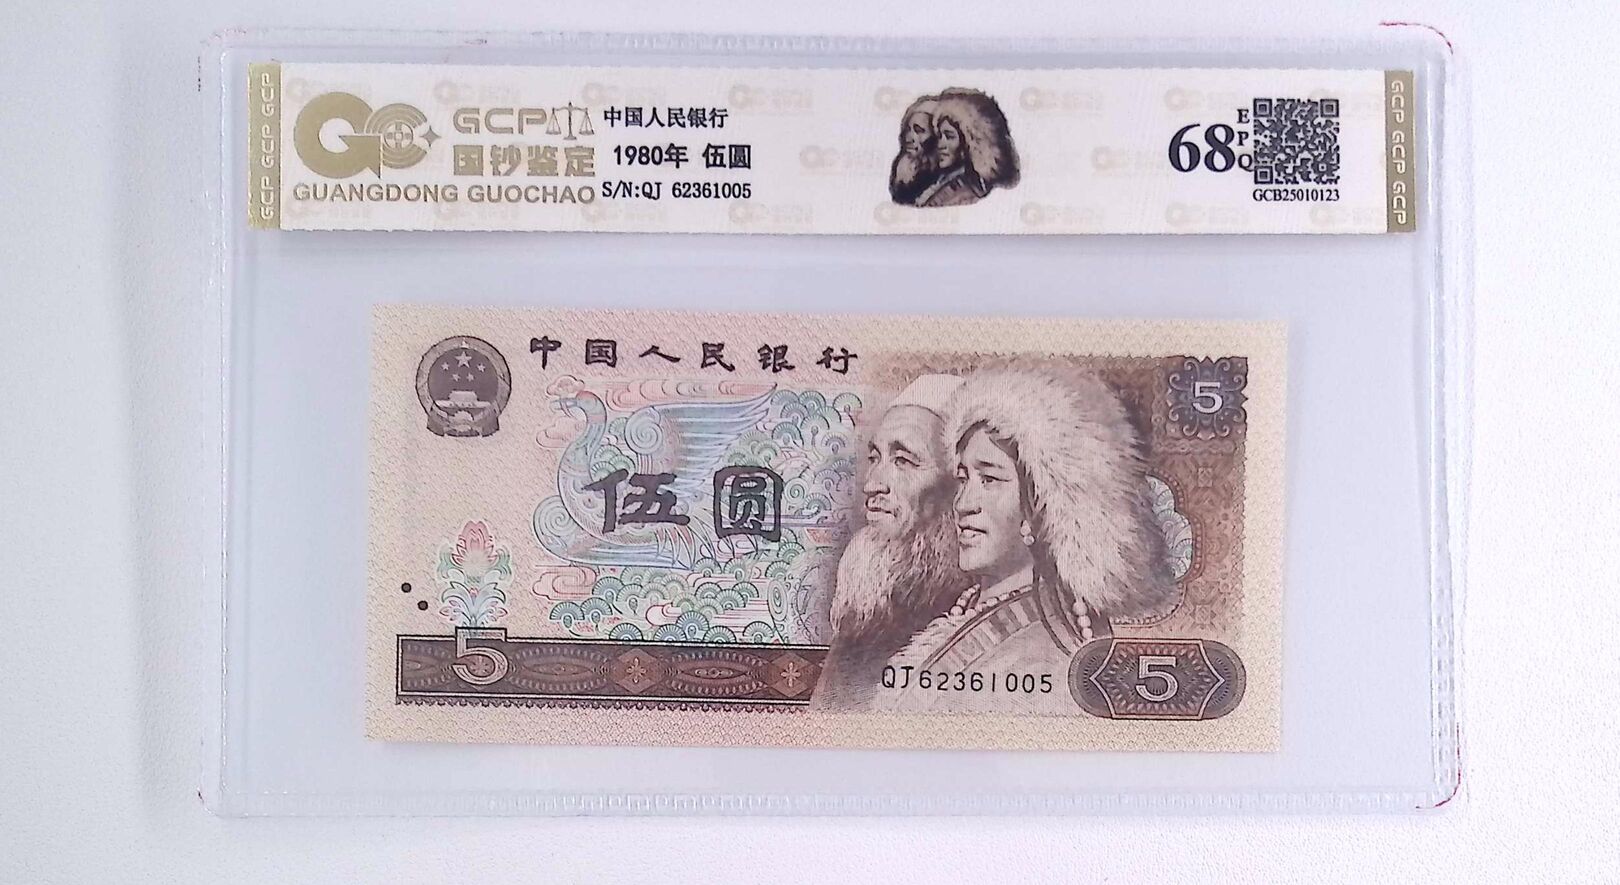 GCP GCP GCP
GCP
国钞鉴定
GUANGDONG GUOCHAO
中国人民银行
1980年 伍圆
S/N:QJ 62361005
68
EPQ
GCB25010123
GCP GCP GCP
中国人民银行
5
伍圆
5
QJ62361005
5